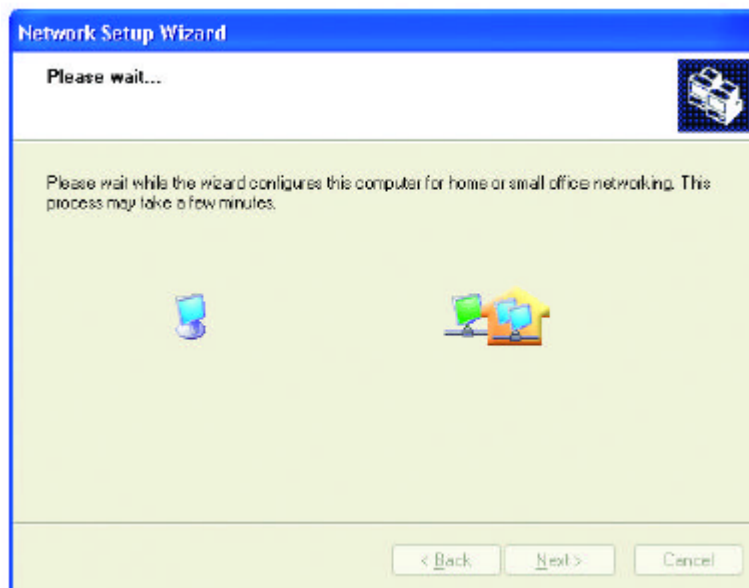 Network Setup Wizard
Please wait...
Please wait while the wizard configures this computer for home or small office networking. This
process may take a few minutes.
< Back
Next >
Cancel